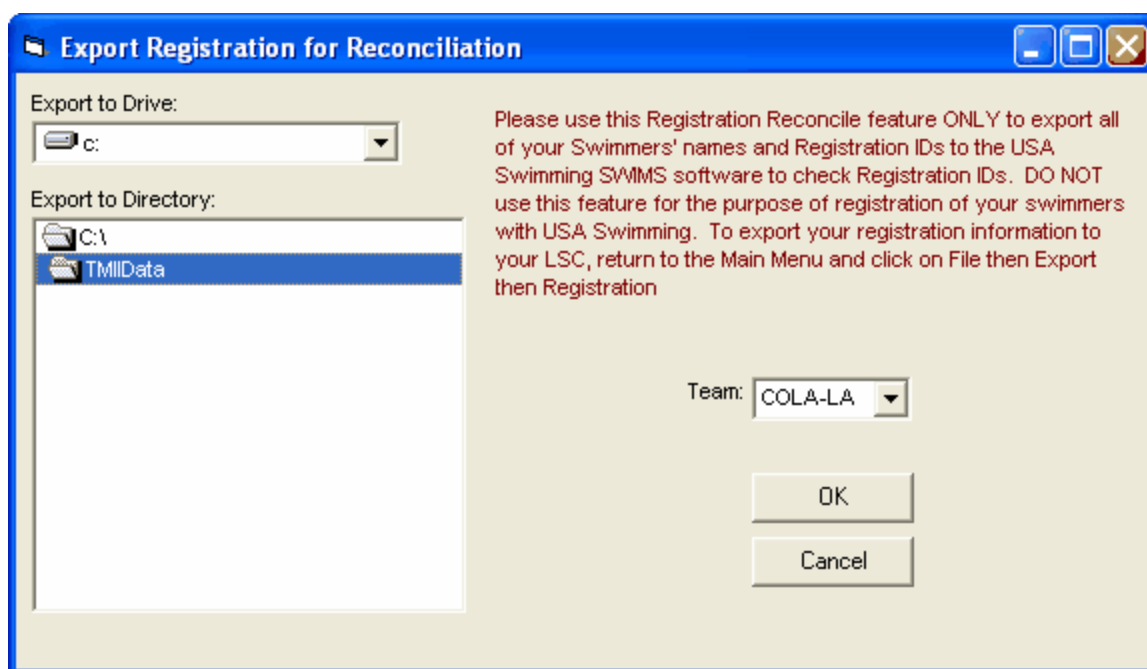 Export Registration for Reconciliation
Export to Drive:
c:
Export to Directory:
C:\
TMIIData
Please use this Registration Reconcile feature ONLY to export all
of your Swimmers' names and Registration IDs to the USA
Swimming SWIMS software to check Registration IDs. DO NOT
use this feature for the purpose of registration of your swimmers
with USA Swimming. To export your registration information to
your LSC, return to the Main Menu and click on File then Export
then Registration
Team: COLA-LA
OK
Cancel